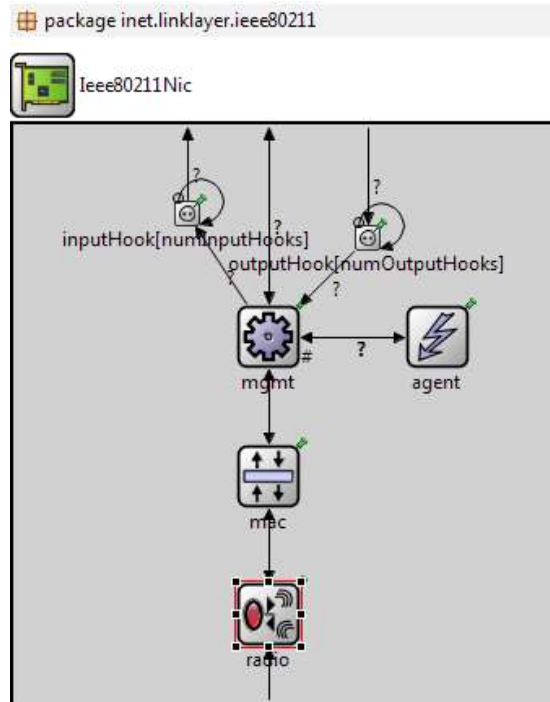 package inet.linklayer.ieee80211
Ieee80211Nic
?
?
?
inputHook[numInputHooks]
outputHook[numOutputHooks]
?
?
?
#
mgmt
agent
mac
radio